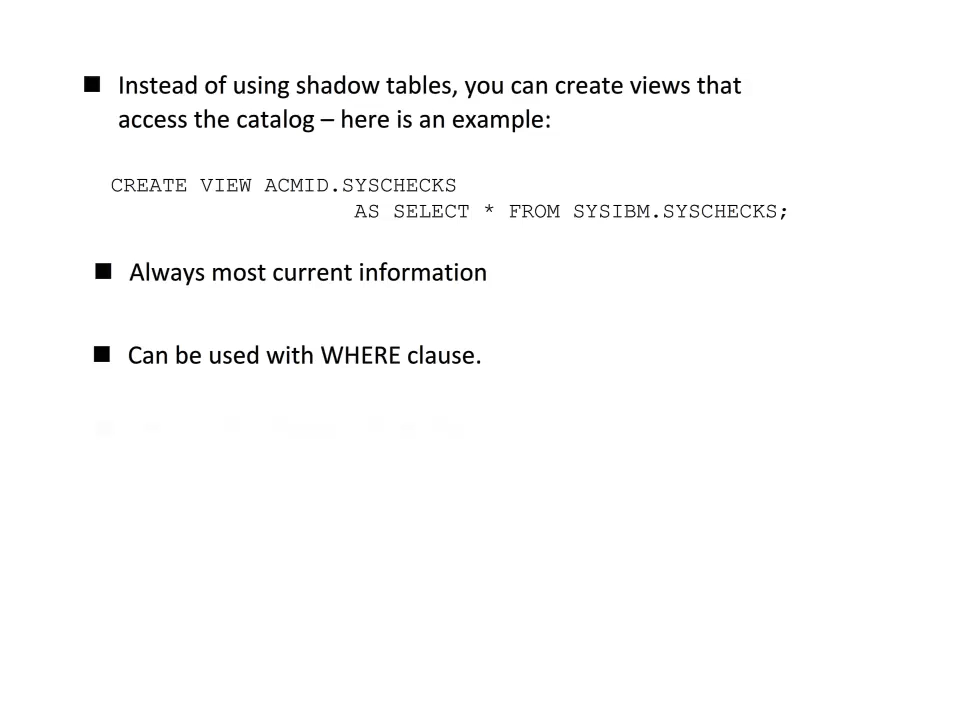 ■ Instead of using shadow tables, you can create views that
access the catalog – here is an example:
CREATE VIEW ACMID.SYSCHECKS
AS SELECT * FROM SYSIBM.SYSCHECKS;
■ Always most current information
■ Can be used with WHERE clause.